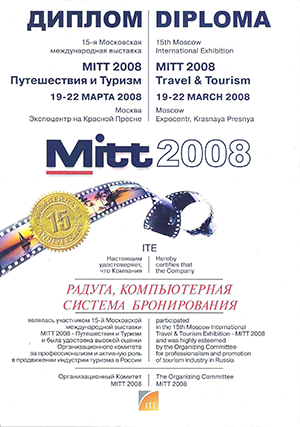 ДИПЛОМ DIPLOMA
15-я Московская 15th Moscow
международная выставка International Exhibition
MITT 2008 MITT 2008
Путешествия и Туризм Travel & Tourism
19-22 МАРТА 2008 19-22 MARCH 2008
Москва Moscow
Экспоцентр на Красной Пресне Expocentr, Krasnaya Presnya
Mitt 2008
15
ITE
Настоящим Hereby
удостоверяет, certifies that
что Компания the Company
РАДУГА, КОМПЬЮТЕРНАЯ
СИСТЕМА БРОНИРОВАНИЯ
являлась участником 15-й Московской participated
международной выставки in the 15th Moscow International
MITT 2008 - Путешествия и Туризм Travel & Tourism Exhibition - MITT 2008
и была удостоена высокой оценки and was highly esteemed
Организационного комитета by the Organizing Committee
за профессионализм и активную роль for professionalism and promotion
в продвижении индустрии туризма в России of tourism industry in Russia
Организационный Комитет The Organizing Committee
MITT 2008 MITT 2008
ITE